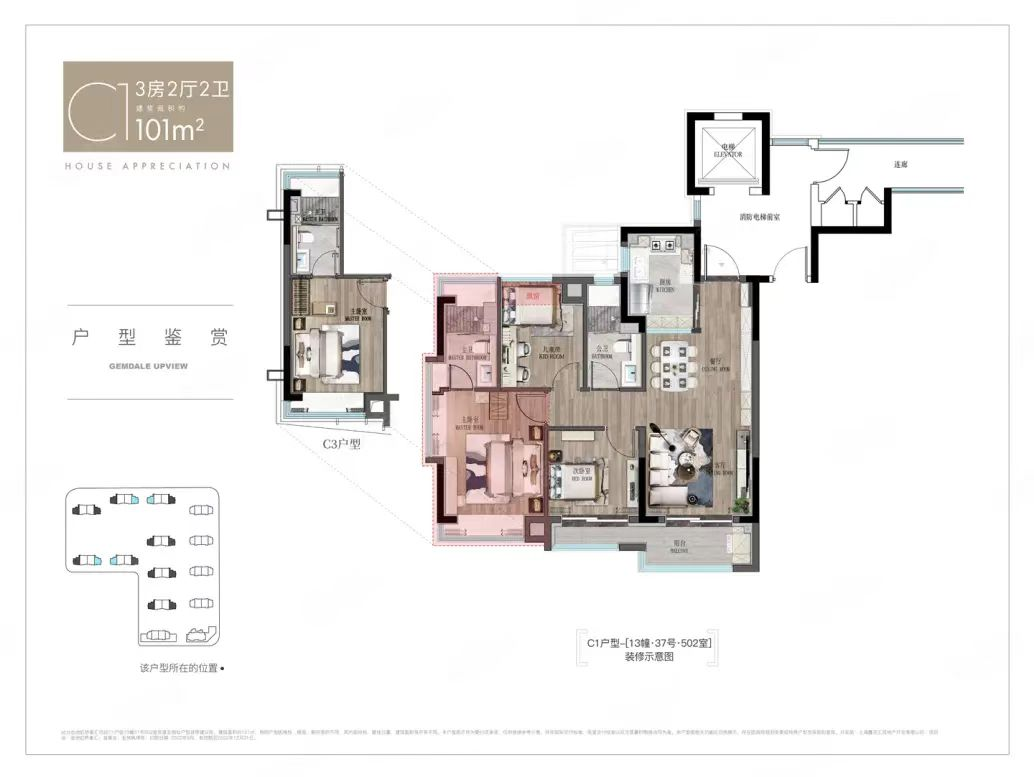 C1
3房2厅2卫
建筑面积约
101m²
HOUSE APPRECIATION
户型鉴赏
GEMDALE UPVIEW
主卫
MASTER BATHROOM
主卧室
MASTER ROOM
C3户型
电梯
ELEVATOR
连廊
消防电梯前室
厨房
KITCHEN
飘窗
儿童房
KID ROOM
公卫
BATHROOM
主卫
MASTER BATHROOM
餐厅
DINING ROOM
主卧室
MASTER ROOM
次卧室
BED ROOM
客厅
LIVING ROOM
阳台
BALCONY
该户型所在的位置
C1户型-[13幢·37号·502室]
装修示意图